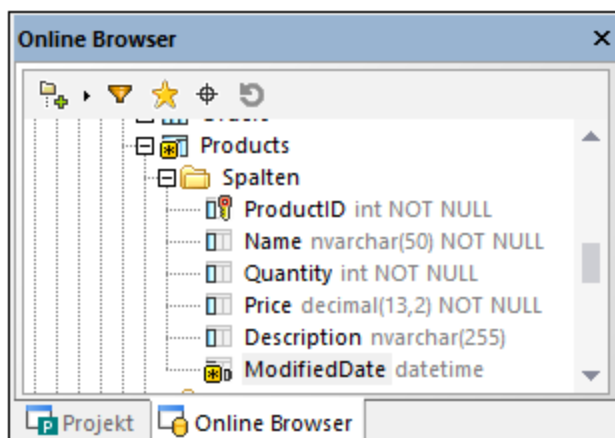 Online Browser
Products
Spalten
ProductID int NOT NULL
Name nvarchar(50) NOT NULL
Quantity int NOT NULL
Price decimal(13,2) NOT NULL
Description nvarchar(255)
ModifiedDate datetime
Projekt
Online Browser